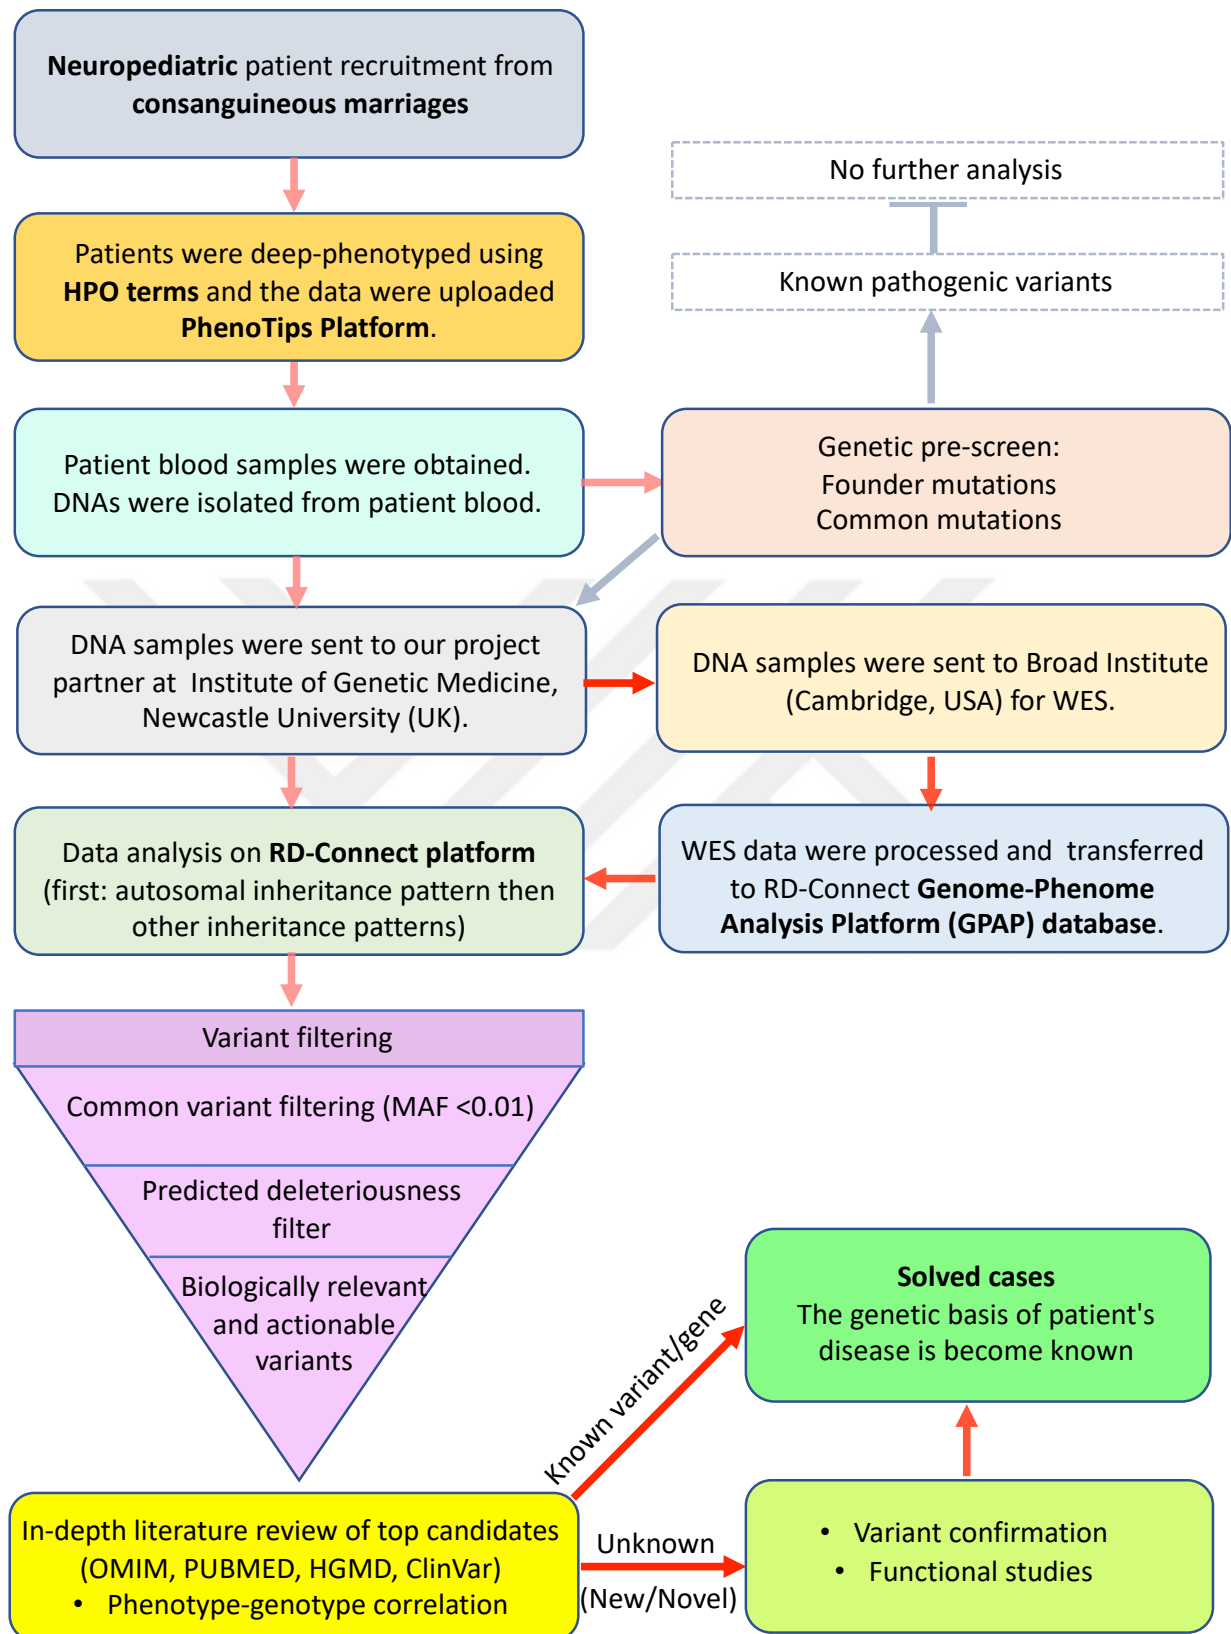 Neuropediatric patient recruitment from
consanguineous marriages
No further analysis
Known pathogenic variants
Patients were deep-phenotyped using
HPO terms and the data were uploaded
PhenoTips Platform.
Patient blood samples were obtained.
DNAs were isolated from patient blood.
Genetic pre-screen:
Founder mutations
Common mutations
DNA samples were sent to our project
partner at Institute of Genetic Medicine,
Newcastle University (UK).
DNA samples were sent to Broad Institute
(Cambridge, USA) for WES.
Data analysis on RD-Connect platform
(first: autosomal inheritance pattern then
other inheritance patterns)
WES data were processed and transferred
to RD-Connect Genome-Phenome
Analysis Platform (GPAP) database.
Variant filtering
Common variant filtering (MAF <0.01)
Predicted deleteriousness
filter
Biologically relevant
and actionable
variants
Known variant/gene
Solved cases
The genetic basis of patient's
disease is become known
In-depth literature review of top candidates
(OMIM, PUBMED, HGMD, ClinVar)
• Phenotype-genotype correlation
Unknown
(New/Novel)
• Variant confirmation
• Functional studies